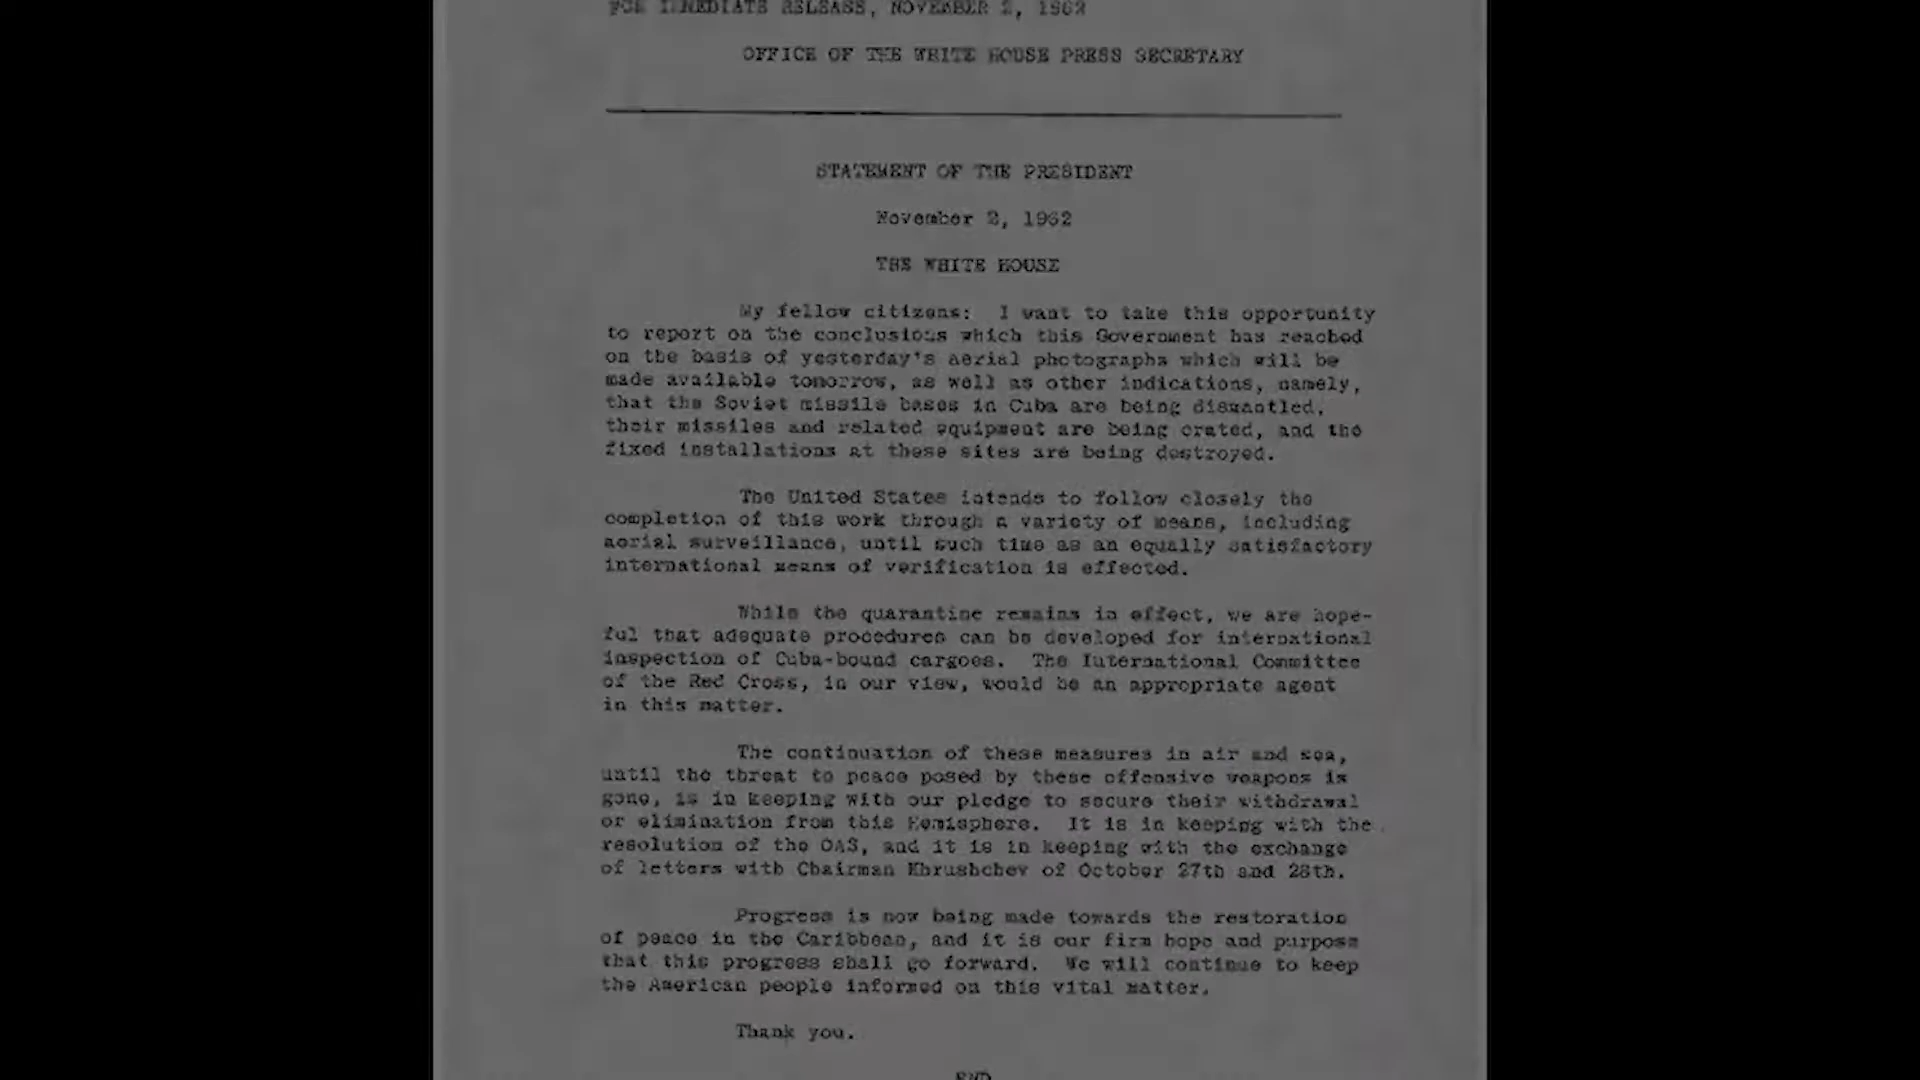 FOR IMMEDIATE RELEASE, NOVEMBER 2, 1962
OFFICE OF THE WHITE HOUSE PRESS SECRETARY
STATEMENT OF THE PRESIDENT
November 2, 1962
THE WHITE HOUSE
My fellow citizens: I want to take this opportunity
to report on the conclusions which this Government has reached
on the basis of yesterday's aerial photographs which will be
made available tomorrow, as well as other indications, namely,
that the Soviet missile bases in Cuba are being dismantled,
their missiles and related equipment are being crated, and the
fixed installations at these sites are being destroyed.
The United States intends to follow closely the
completion of this work through a variety of means, including
aerial surveillance, until such time as an equally satisfactory
international means of verification is effected.
While the quarantine remains in effect, we are hope-
ful that adequate procedures can be developed for international
inspection of Cuba-bound cargoes. The International Committee
of the Red Cross, in our view, would be an appropriate agent
in this matter.
The continuation of these measures in air and sea,
until the threat to peace posed by these offensive weapons is
gone, is in keeping with our pledge to secure their withdrawal
or elimination from this Hemisphere. It is in keeping with the
resolution of the OAS, and it is in keeping with the exchange
of letters with Chairman Khrushchev of October 27th and 28th.
Progress is now being made towards the restoration
of peace in the Caribbean, and it is our firm hope and purpose
that this progress shall go forward. We will continue to keep
the American people informed on this vital matter.
Thank you.
END